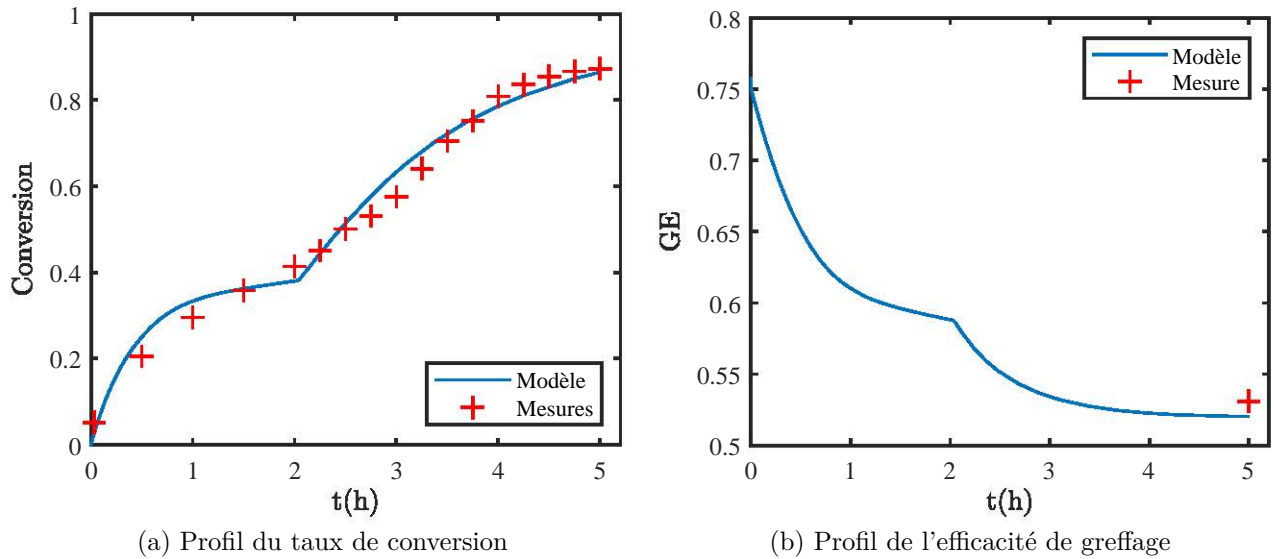 1
0.8
0.6
0.4
0.2
0
Conversion
0 1 2 3 4 5
t(h)
Modèle
Mesures
(a) Profil du taux de conversion
0.8
0.75
0.7
0.65
0.6
0.55
0.5
GE
0 1 2 3 4 5
t(h)
Modèle
Mesure
(b) Profil de l'efficacité de greffage